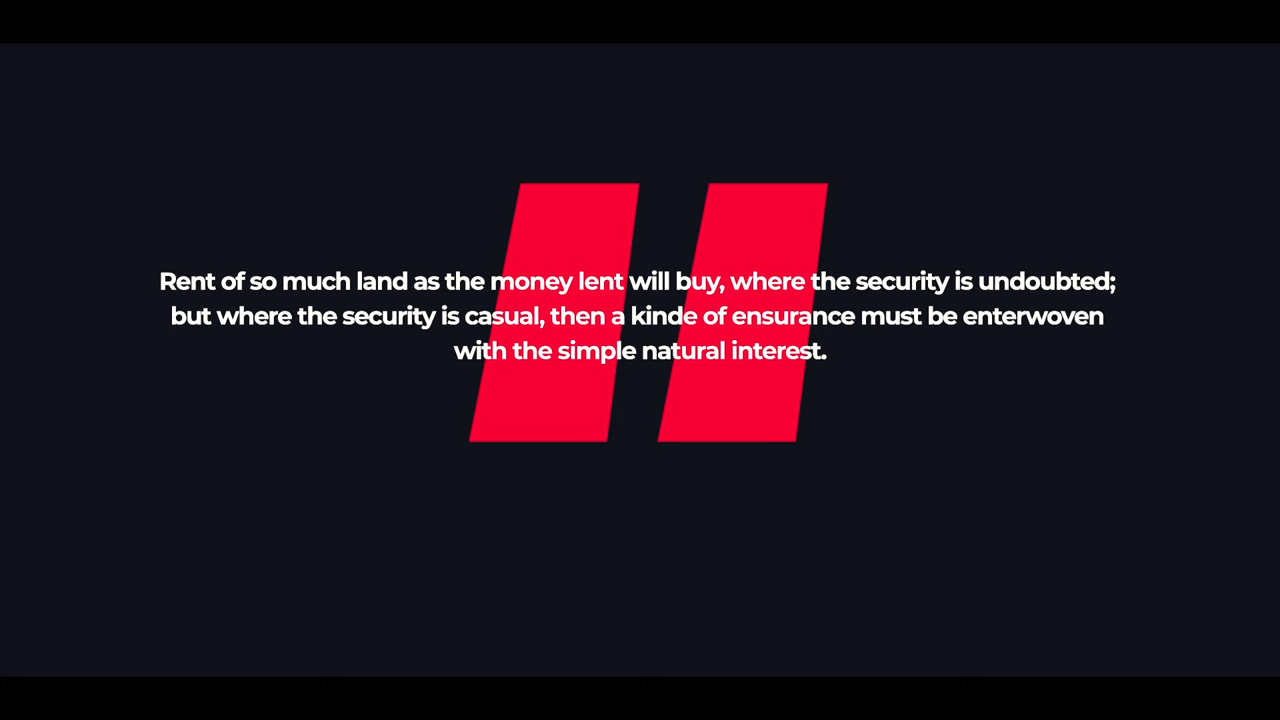 Rent of so much land as the money lent will buy, where the security is undoubted;
but where the security is casual, then a kinde of ensurance must be enterwoven
with the simple natural interest.